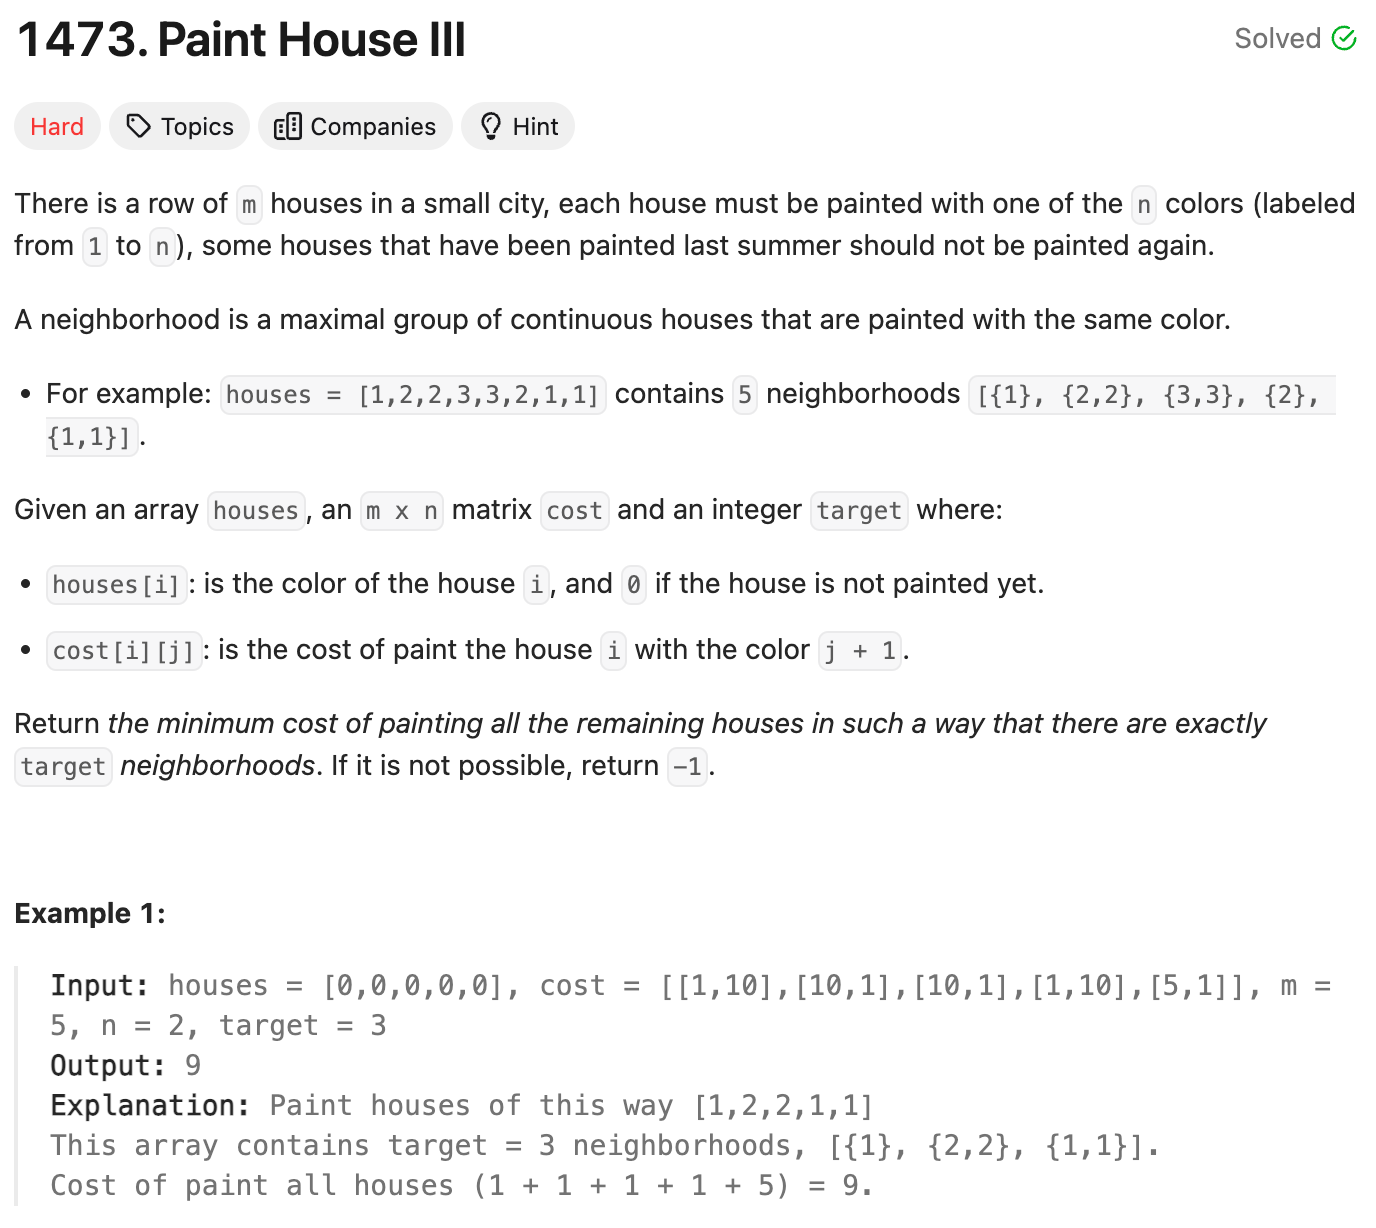 1473. Paint House III
Solved
Hard
Topics
Companies
Hint
There is a row of m houses in a small city, each house must be painted with one of the n colors (labeled
from 1 to n), some houses that have been painted last summer should not be painted again.
A neighborhood is a maximal group of continuous houses that are painted with the same color.
• For example: houses = [1,2,2,3,3,2,1,1] contains 5 neighborhoods [{1}, {2,2}, {3,3}, {2},
{1,1}].
Given an array houses, an m x n matrix cost and an integer target where:
• houses[i]: is the color of the house i, and 0 if the house is not painted yet.
• cost[i][j]: is the cost of paint the house i with the color j + 1.
Return the minimum cost of painting all the remaining houses in such a way that there are exactly
target neighborhoods. If it is not possible, return -1.
Example 1:
Input: houses = [0,0,0,0,0], cost = [[1,10],[10,1],[10,1],[1,10],[5,1]], m =
5, n = 2, target = 3
Output: 9
Explanation: Paint houses of this way [1,2,2,1,1]
This array contains target = 3 neighborhoods, [{1}, {2,2}, {1,1}].
Cost of paint all houses (1 + 1 + 1 + 1 + 5) = 9.